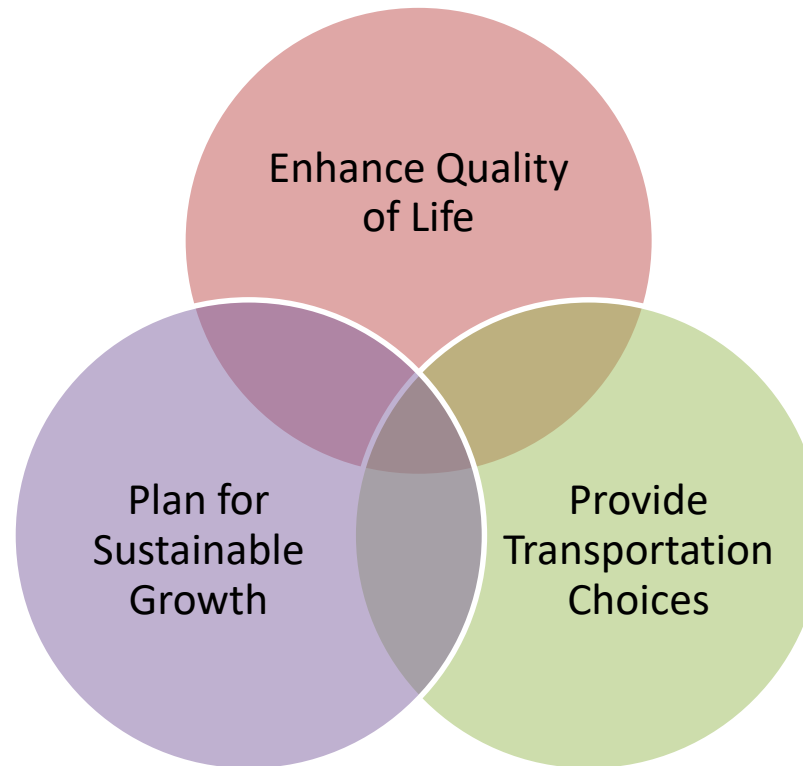 Enhance Quality
of Life
Plan for
Sustainable
Growth
Provide
Transportation
Choices